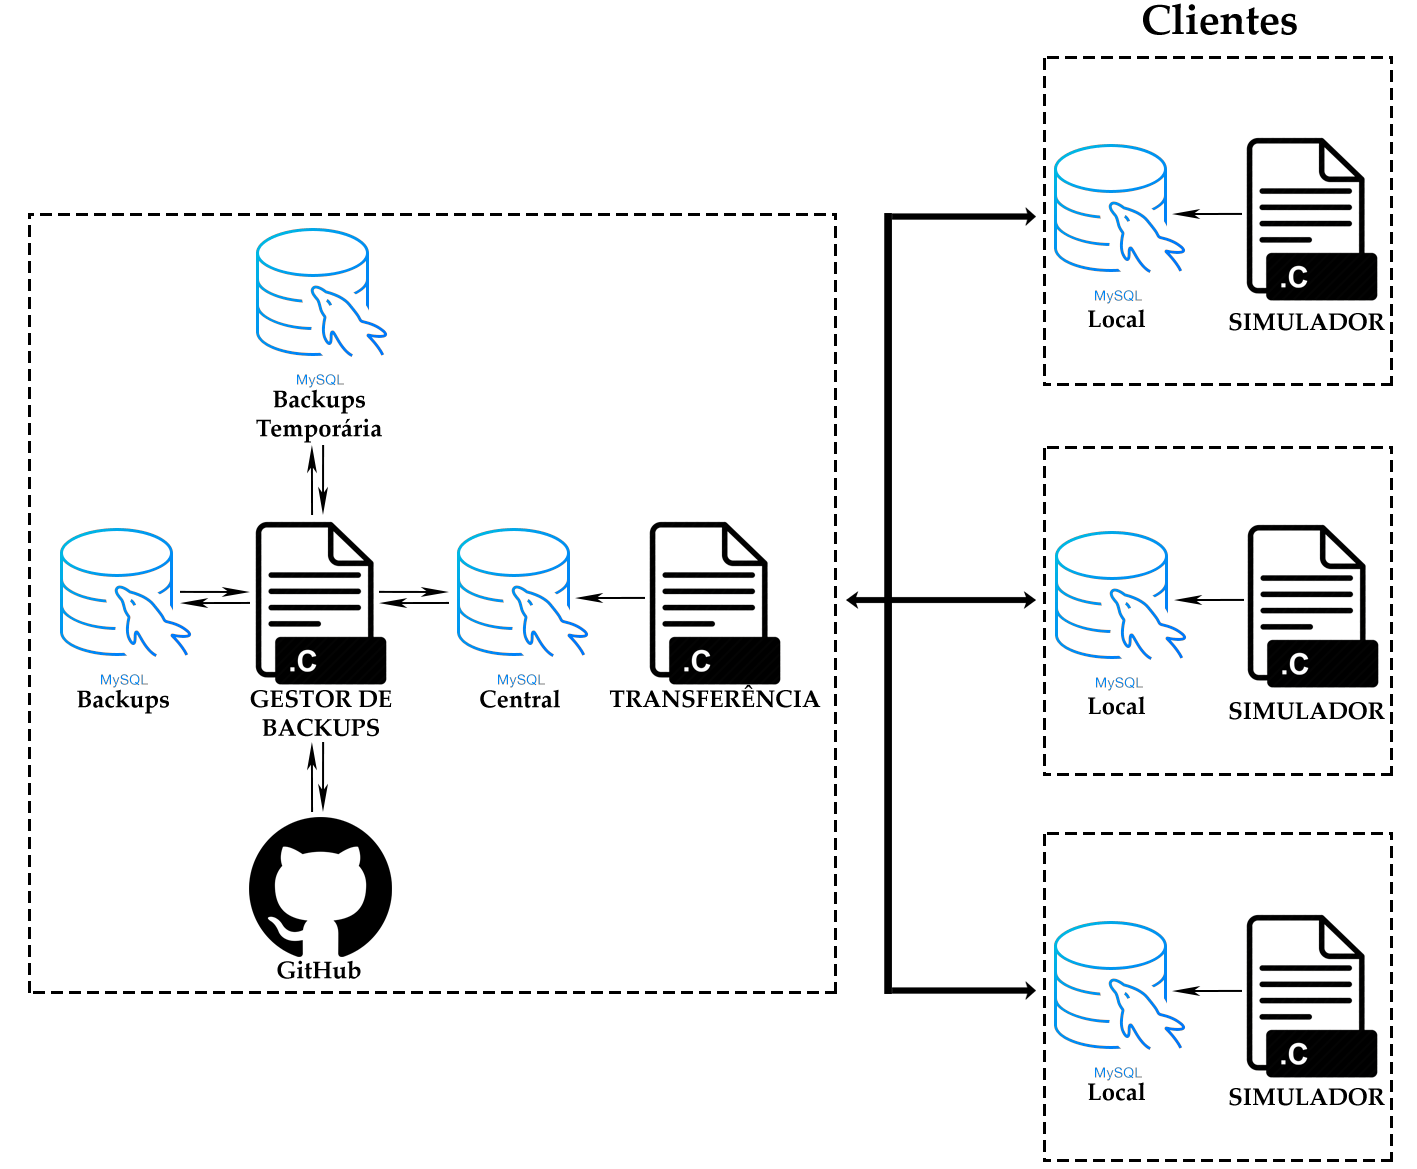 Clientes
MySQL
Local
.C
SIMULADOR
MySQL
Backups
Temporária
MySQL
Backups
.C
GESTOR DE
BACKUPS
MySQL
Central
.C
TRANSFERÊNCIA
GitHub
MySQL
Local
.C
SIMULADOR
MySQL
Local
.C
SIMULADOR